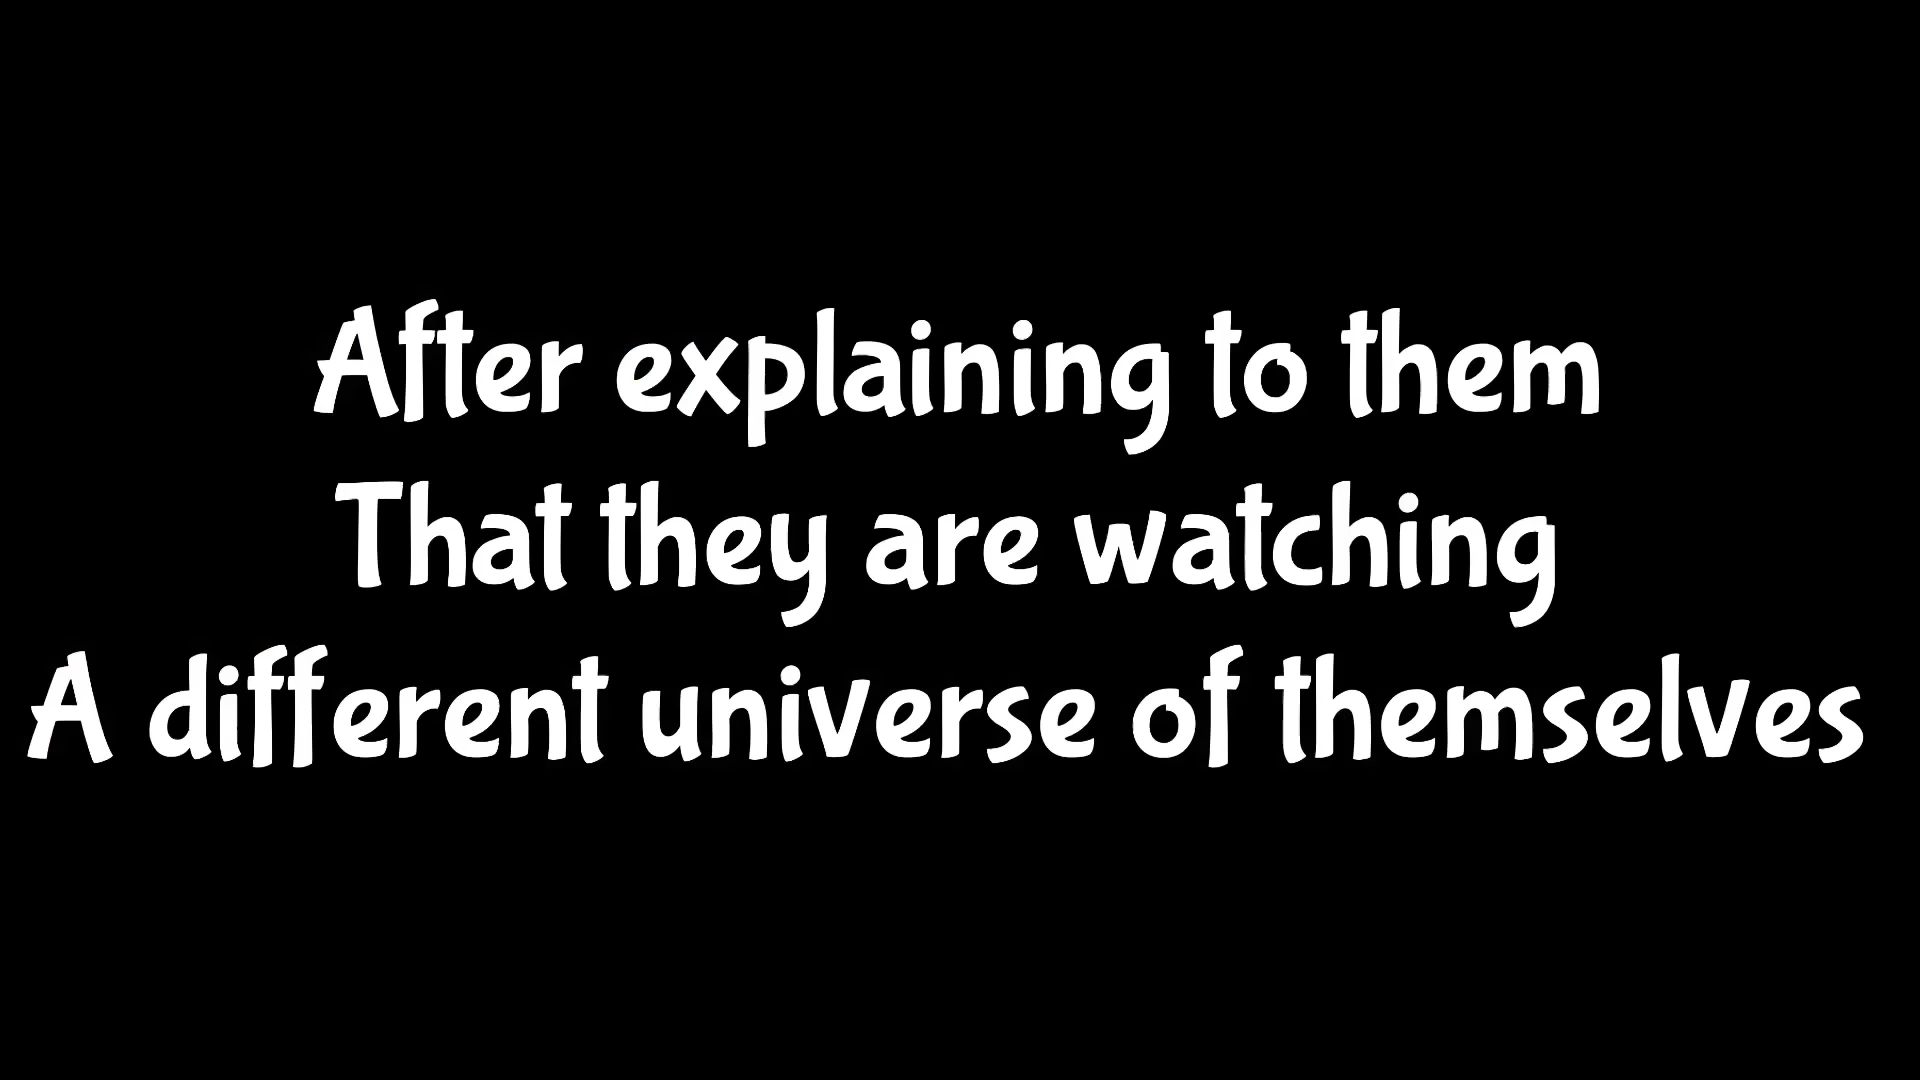 After explaining to them
That they are watching
A different universe of themselves